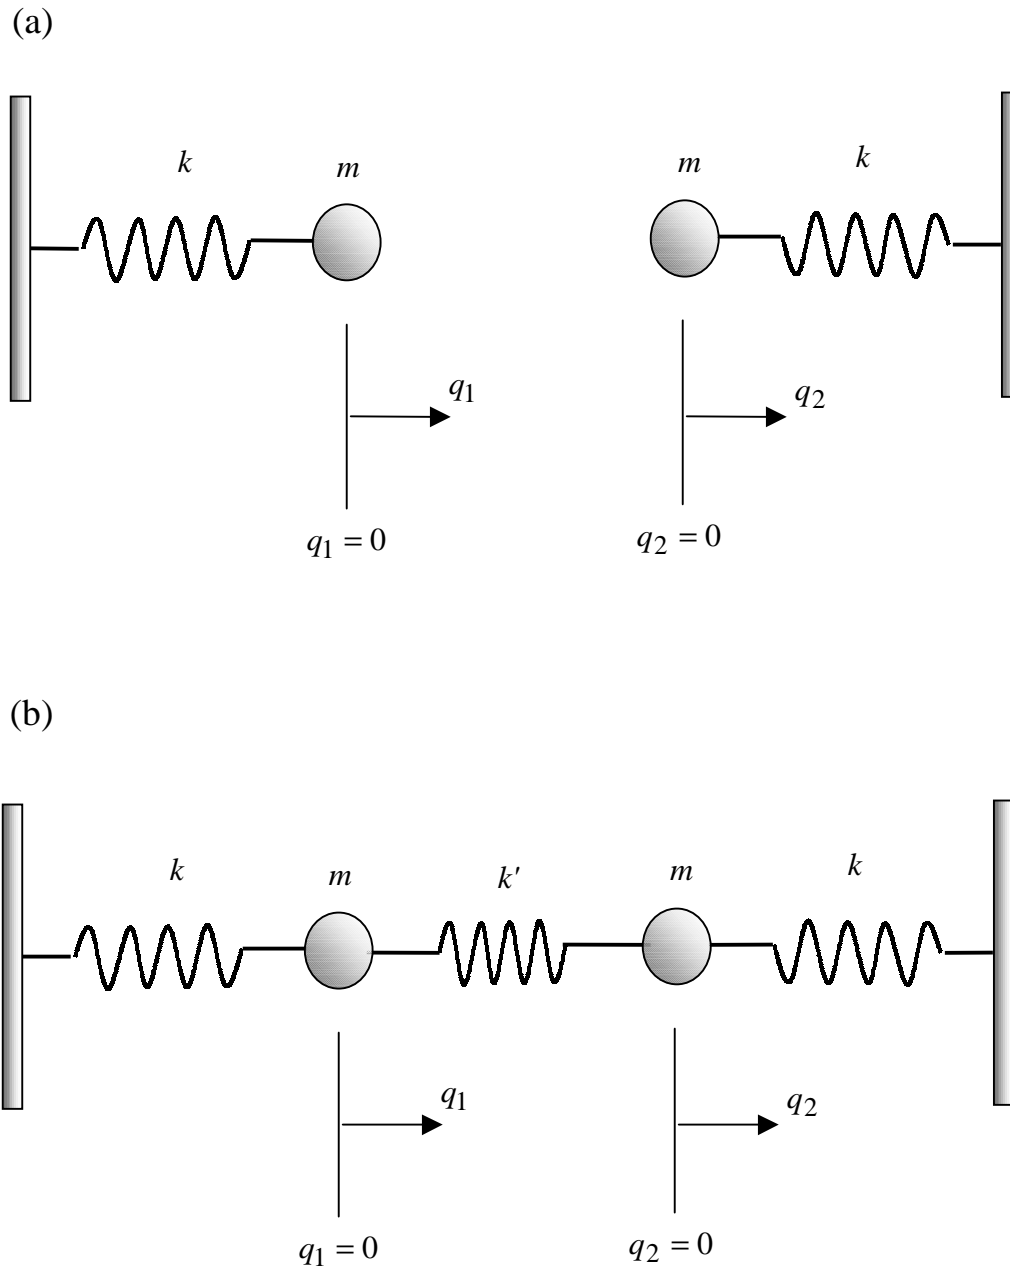 (a)
k m m k
q₁ q₂
q₁ = 0 q₂ = 0
(b)
k m k′ m k
q₁ q₂
q₁ = 0 q₂ = 0